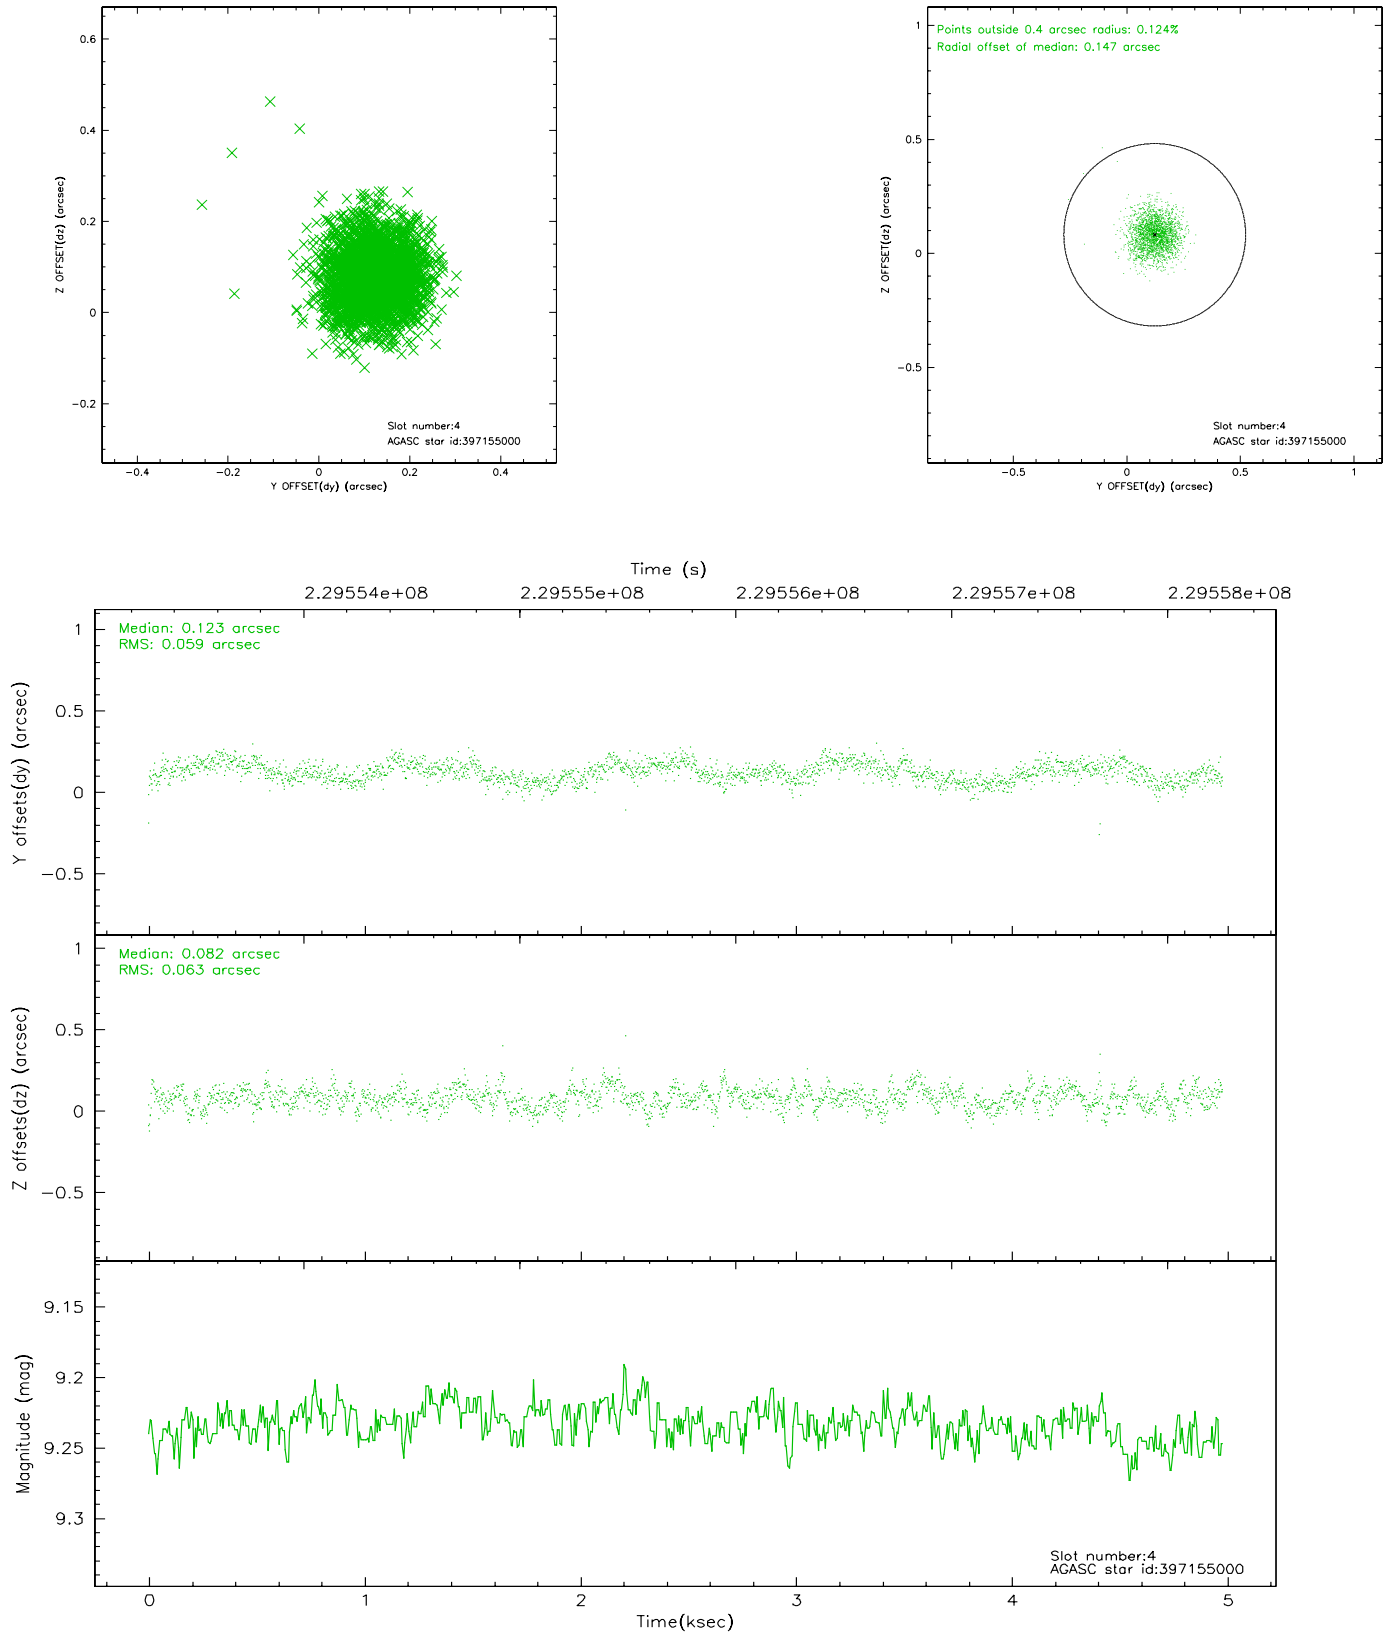 0.6
0.4
0.2
0
−0.2
Z OFFSET(dz) (arcsec)
−0.4
−0.2
0
0.2
0.4
Y OFFSET(dy) (arcsec)
Slot number:4
AGASC star id:397155000
Points outside 0.4 arcsec radius: 0.124%
Radial offset of median: 0.147 arcsec
1
0.5
0
−0.5
Z OFFSET(dz) (arcsec)
−0.5
0
0.5
1
Y OFFSET(dy) (arcsec)
Slot number:4
AGASC star id:397155000
Time (s)
2.29554e+08
2.29555e+08
2.29556e+08
2.29557e+08
2.29558e+08
Median: 0.123 arcsec
RMS: 0.059 arcsec
1
0.5
0
−0.5
Y offsets(dy) (arcsec)
Median: 0.082 arcsec
RMS: 0.063 arcsec
1
0.5
0
−0.5
Z offsets(dz) (arcsec)
9.15
9.2
9.25
9.3
Magnitude (mag)
Slot number:4
AGASC star id:397155000
0
1
2
3
4
5
Time(ksec)